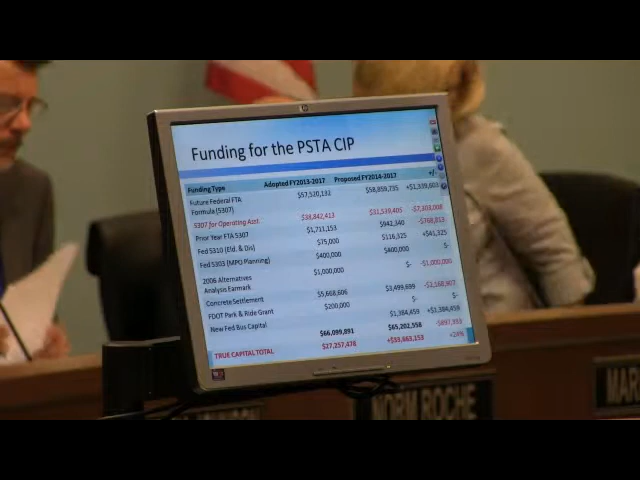 Funding for the PSTA CIP
Funding Type Adopted FY2013-2017 Proposed FY2014-2017 +/-
Future Federal FTA Formula (5307) $57,520,132 $58,859,735 +$1,339,603
5307 for Operating Asst. $38,842,413 $31,539,405 -$7,303,008
Prior Year FTA 5307 $1,711,153 $942,340 -$768,813
Fed 5310 (Eld. & Div) $75,000 $116,325 +$41,325
Fed 5303 (MPO Planning) $400,000 $400,000 $-
2006 Alternatives Analysis Earmark $1,000,000 $- -$1,000,000
Concrete Settlement $5,668,606 $3,499,699 -$2,168,907
FDOT Park & Ride Grant $200,000 $-
New Fed Bus Capital $1,384,459 +$1,384,459
$66,099,891 $65,202,558 -$897,333
TRUE CAPITAL TOTAL $27,257,478 +24%
NORM ROCHE
MAR